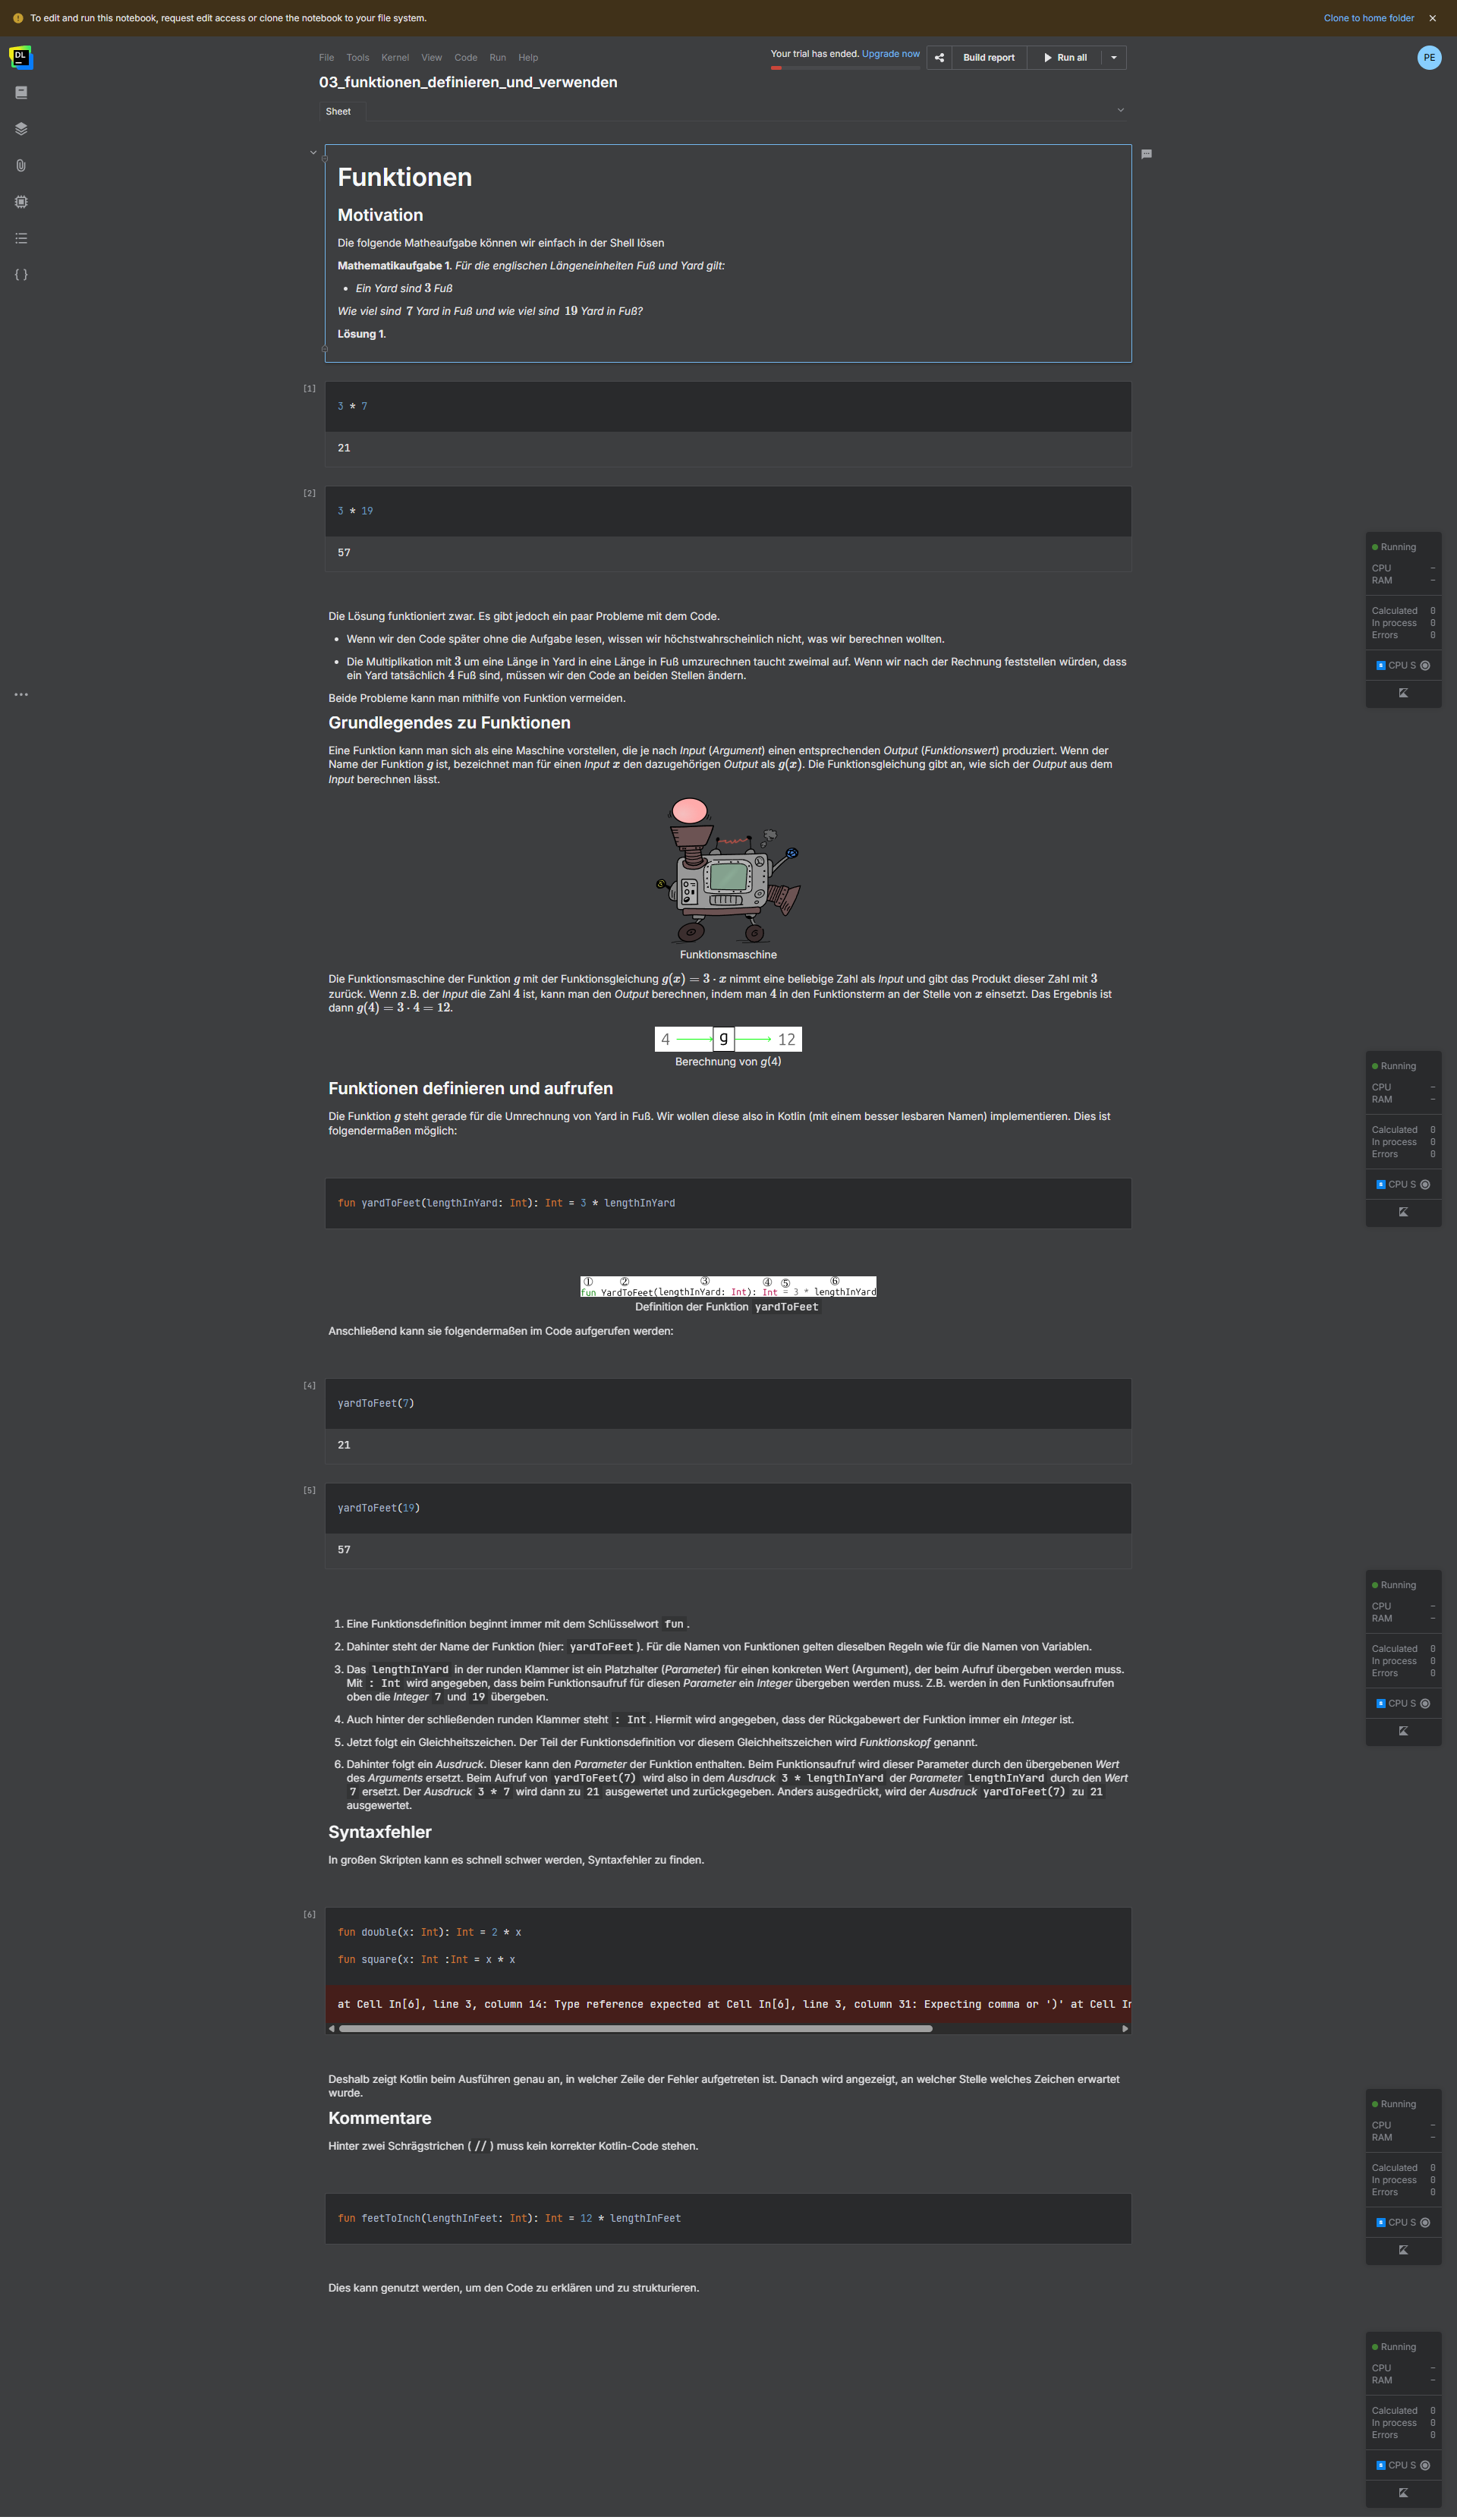 To edit and run this notebook, request edit access or clone the notebook to your file system.
Clone to home folder
DL
File Tools Kernel View Code Run Help
Your trial has ended. Upgrade now
Build report
Run all
PE
03_funktionen_definieren_und_verwenden
Sheet
Funktionen
Motivation
Die folgende Matheaufgabe können wir einfach in der Shell lösen
Mathematikaufgabe 1. Für die englischen Längeneinheiten Fuß und Yard gilt:
• Ein Yard sind 3 Fuß
Wie viel sind 7 Yard in Fuß und wie viel sind 19 Yard in Fuß?
Lösung 1.
[1]
3 * 7
21
[2]
3 * 19
57
Die Lösung funktioniert zwar. Es gibt jedoch ein paar Probleme mit dem Code.
• Wenn wir den Code später ohne die Aufgabe lesen, wissen wir höchstwahrscheinlich nicht, was wir berechnen wollten.
• Die Multiplikation mit 3 um eine Länge in Yard in eine Länge in Fuß umzurechnen taucht zweimal auf. Wenn wir nach der Rechnung feststellen würden, dass
ein Yard tatsächlich 4 Fuß sind, müssen wir den Code an beiden Stellen ändern.
Beide Probleme kann man mithilfe von Funktion vermeiden.
Grundlegendes zu Funktionen
Eine Funktion kann man sich als eine Maschine vorstellen, die je nach Input (Argument) einen entsprechenden Output (Funktionswert) produziert. Wenn der
Name der Funktion g ist, bezeichnet man für einen Input x den dazugehörigen Output als g(x). Die Funktionsgleichung gibt an, wie sich der Output aus dem
Input berechnen lässt.
Funktionsmaschine
Die Funktionsmaschine der Funktion g mit der Funktionsgleichung g(x) = 3 · x nimmt eine beliebige Zahl als Input und gibt das Produkt dieser Zahl mit 3
zurück. Wenn z.B. der Input die Zahl 4 ist, kann man den Output berechnen, indem man 4 in den Funktionsterm an der Stelle von x einsetzt. Das Ergebnis ist
dann g(4) = 3 · 4 = 12.
4 g 12
Berechnung von g(4)
Funktionen definieren und aufrufen
Die Funktion g steht gerade für die Umrechnung von Yard in Fuß. Wir wollen diese also in Kotlin (mit einem besser lesbaren Namen) implementieren. Dies ist
folgendermaßen möglich:
fun yardToFeet(lengthInYard: Int): Int = 3 * lengthInYard
① ② ③ ④ ⑤ ⑥
fun YardToFeet(lengthInYard: Int): Int = 3 * lengthInYard
Definition der Funktion yardToFeet
Anschließend kann sie folgendermaßen im Code aufgerufen werden:
[4]
yardToFeet(7)
21
[5]
yardToFeet(19)
57
1. Eine Funktionsdefinition beginnt immer mit dem Schlüsselwort fun.
2. Dahinter steht der Name der Funktion (hier: yardToFeet). Für die Namen von Funktionen gelten dieselben Regeln wie für die Namen von Variablen.
3. Das lengthInYard in der runden Klammer ist ein Platzhalter (Parameter) für einen konkreten Wert (Argument), der beim Aufruf übergeben werden muss.
Mit : Int wird angegeben, dass beim Funktionsaufruf für diesen Parameter ein Integer übergeben werden muss. Z.B. werden in den Funktionsaufrufen
oben die Integer 7 und 19 übergeben.
4. Auch hinter der schließenden runden Klammer steht : Int. Hiermit wird angegeben, dass der Rückgabewert der Funktion immer ein Integer ist.
5. Jetzt folgt ein Gleichheitszeichen. Der Teil der Funktionsdefinition vor diesem Gleichheitszeichen wird Funktionskopf genannt.
6. Dahinter folgt ein Ausdruck. Dieser kann den Parameter der Funktion enthalten. Beim Funktionsaufruf wird dieser Parameter durch den übergebenen Wert
des Arguments ersetzt. Beim Aufruf von yardToFeet(7) wird also in dem Ausdruck 3 * lengthInYard der Parameter lengthInYard durch den Wert
7 ersetzt. Der Ausdruck 3 * 7 wird dann zu 21 ausgewertet und zurückgegeben. Anders ausgedrückt, wird der Ausdruck yardToFeet(7) zu 21
ausgewertet.
Syntaxfehler
In großen Skripten kann es schnell schwer werden, Syntaxfehler zu finden.
[6]
fun double(x: Int): Int = 2 * x
fun square(x: Int :Int = x * x
at Cell In[6], line 3, column 14: Type reference expected at Cell In[6], line 3, column 31: Expecting comma or ')' at Cell In
Deshalb zeigt Kotlin beim Ausführen genau an, in welcher Zeile der Fehler aufgetreten ist. Danach wird angezeigt, an welcher Stelle welches Zeichen erwartet
wurde.
Kommentare
Hinter zwei Schrägstrichen ( // ) muss kein korrekter Kotlin-Code stehen.
fun feetToInch(lengthInFeet: Int): Int = 12 * lengthInFeet
Dies kann genutzt werden, um den Code zu erklären und zu strukturieren.
Running
CPU –
RAM –
Calculated 0
In process 0
Errors 0
S CPU S
Running
CPU –
RAM –
Calculated 0
In process 0
Errors 0
S CPU S
Running
CPU –
RAM –
Calculated 0
In process 0
Errors 0
S CPU S
Running
CPU –
RAM –
Calculated 0
In process 0
Errors 0
S CPU S
Running
CPU –
RAM –
Calculated 0
In process 0
Errors 0
S CPU S